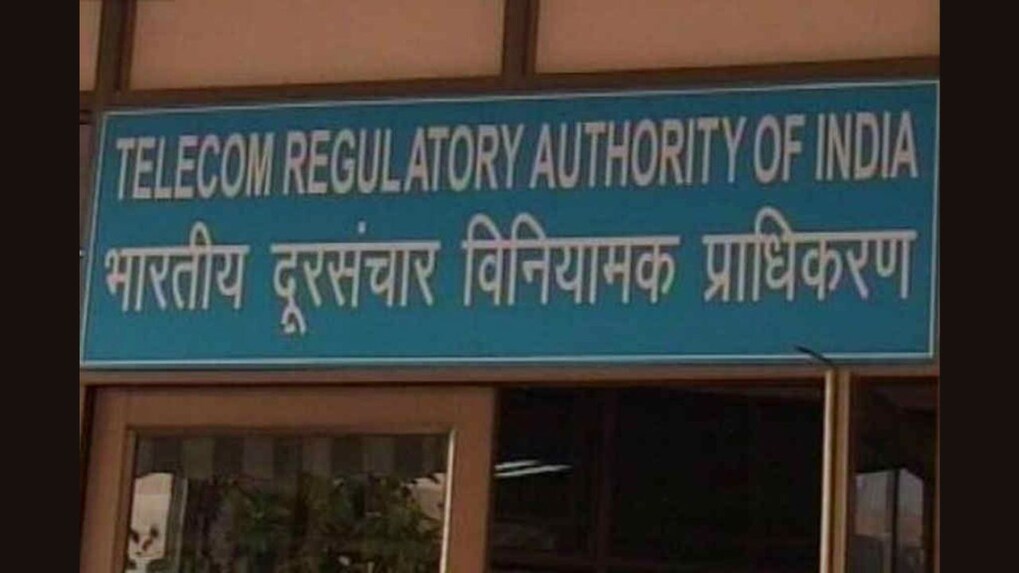 TELECOM REGULATORY AUTHORITY OF INDIA
भारतीय दूरसंचार विनियामक प्राधिकरण